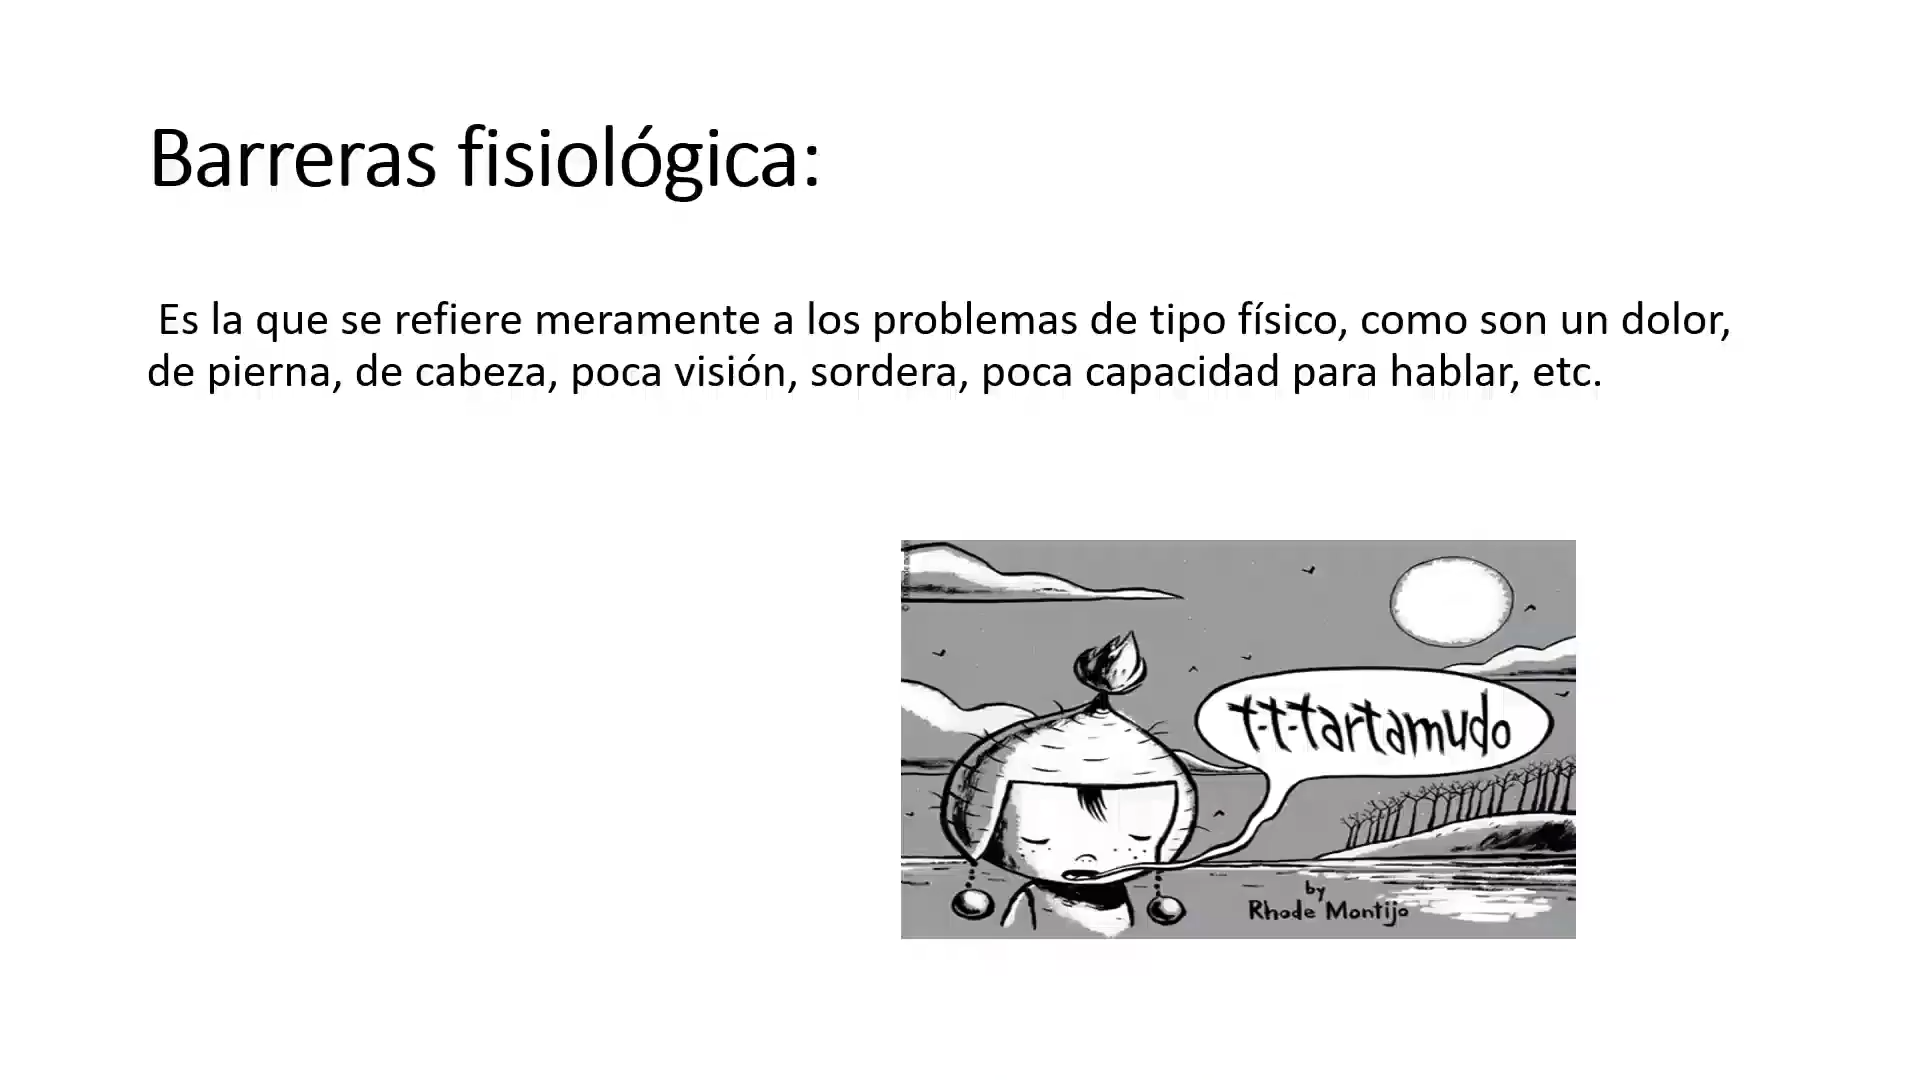 Barreras fisiológica:
Es la que se refiere meramente a los problemas de tipo físico, como son un dolor,
de pierna, de cabeza, poca visión, sordera, poca capacidad para hablar, etc.
t-t-tartamudo
by
Rhode Montijo